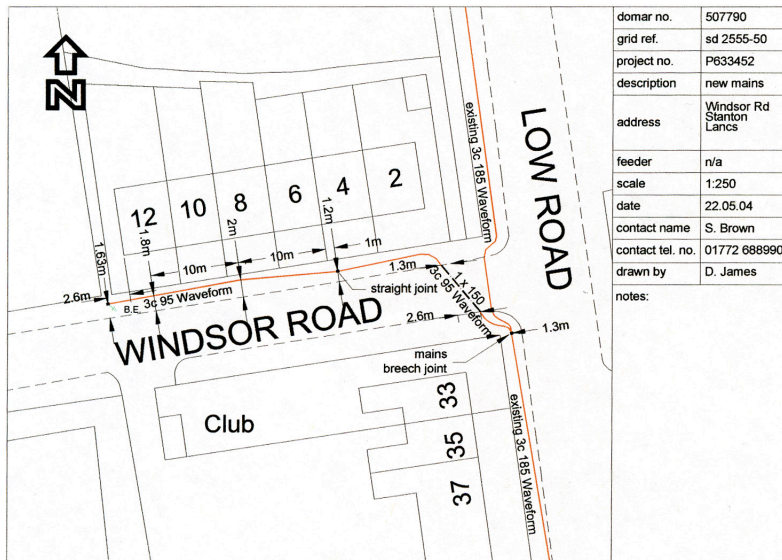 N
existing 3c 185 Waveform
LOW ROAD
12
10
8
6
4
2
1.63m
1.8m
2m
1.2m
10m
10m
1m
2.6m
B.E. 3c 95 Waveform
1.3m
straight joint
1 x 150
3c 95 Waveform
WINDSOR ROAD
2.6m
1.3m
mains
breech joint
Club
33
35
37
existing 3c 185 Waveform
domar no. 507790
grid ref. sd 2555-50
project no. P633452
description new mains
address Windsor Rd
Stanton
Lancs
feeder n/a
scale 1:250
date 22.05.04
contact name S. Brown
contact tel. no. 01772 688990
drawn by D. James
notes: